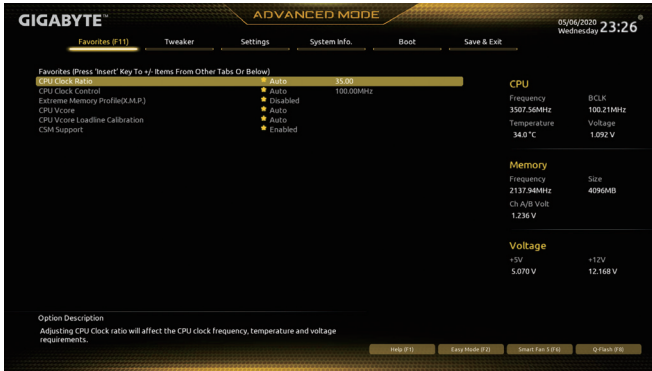 GIGABYTE™
ADVANCED MODE
05/06/2020
Wednesday 23:26
Favorites (F11) Tweaker Settings System Info. Boot Save & Exit
Favorites (Press 'Insert' Key To +/- Items From Other Tabs Or Below)
CPU Clock Ratio Auto 35.00
CPU Clock Control Auto 100.00MHz
Extreme Memory Profile(X.M.P.) Disabled
CPU Vcore Auto
CPU Vcore Loadline Calibration Auto
CSM Support Enabled
CPU
Frequency BCLK
3507.56MHz 100.21MHz
Temperature Voltage
34.0 °C 1.092 V
Memory
Frequency Size
2137.94MHz 4096MB
Ch A/B Volt
1.236 V
Voltage
+5V +12V
5.070 V 12.168 V
Option Description
Adjusting CPU Clock ratio will affect the CPU clock frequency, temperature and voltage
requirements.
Help (F1) Easy Mode (F2) Smart Fan 5 (F6) Q-Flash (F8)